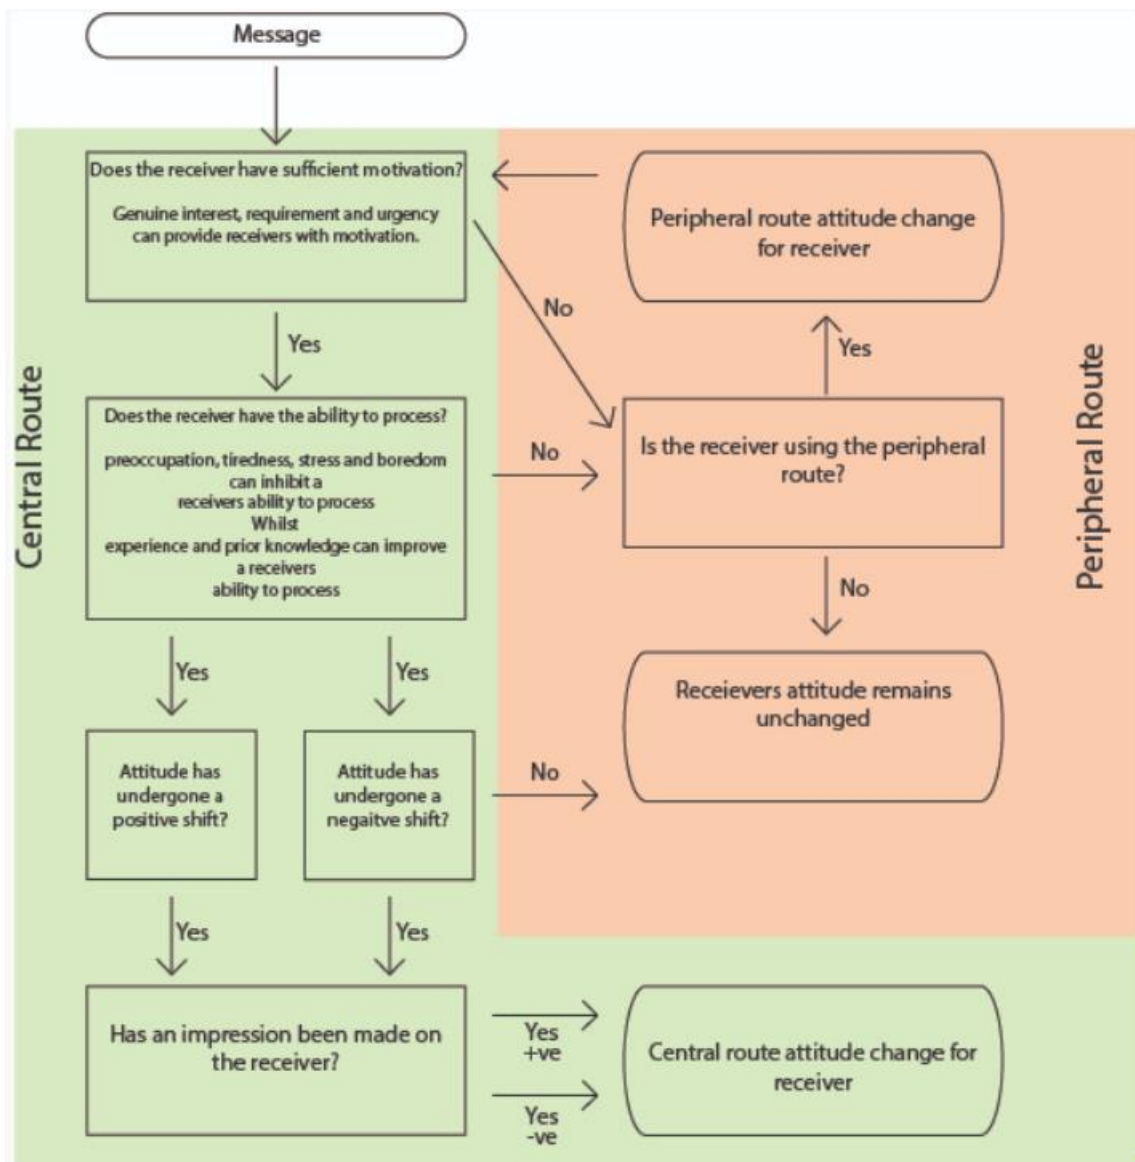 Message
Does the receiver have sufficient motivation?
Genuine interest, requirement and urgency
can provide receivers with motivation.
Peripheral route attitude change
for receiver
No
Yes
Yes
Central Route
Peripheral Route
Does the receiver have the ability to process?
preoccupation, tiredness, stress and boredom
can inhibit a
receivers ability to process
Whilst
experience and prior knowledge can improve
a receivers
ability to process
No
Is the receiver using the peripheral
route?
No
Yes
Yes
Receievers attitude remains
unchanged
Attitude has
undergone a
positive shift?
Attitude has
undergone a
negaitve shift?
No
Yes
Yes
Has an impression been made on
the receiver?
Yes
+ve
Yes
-ve
Central route attitude change for
receiver